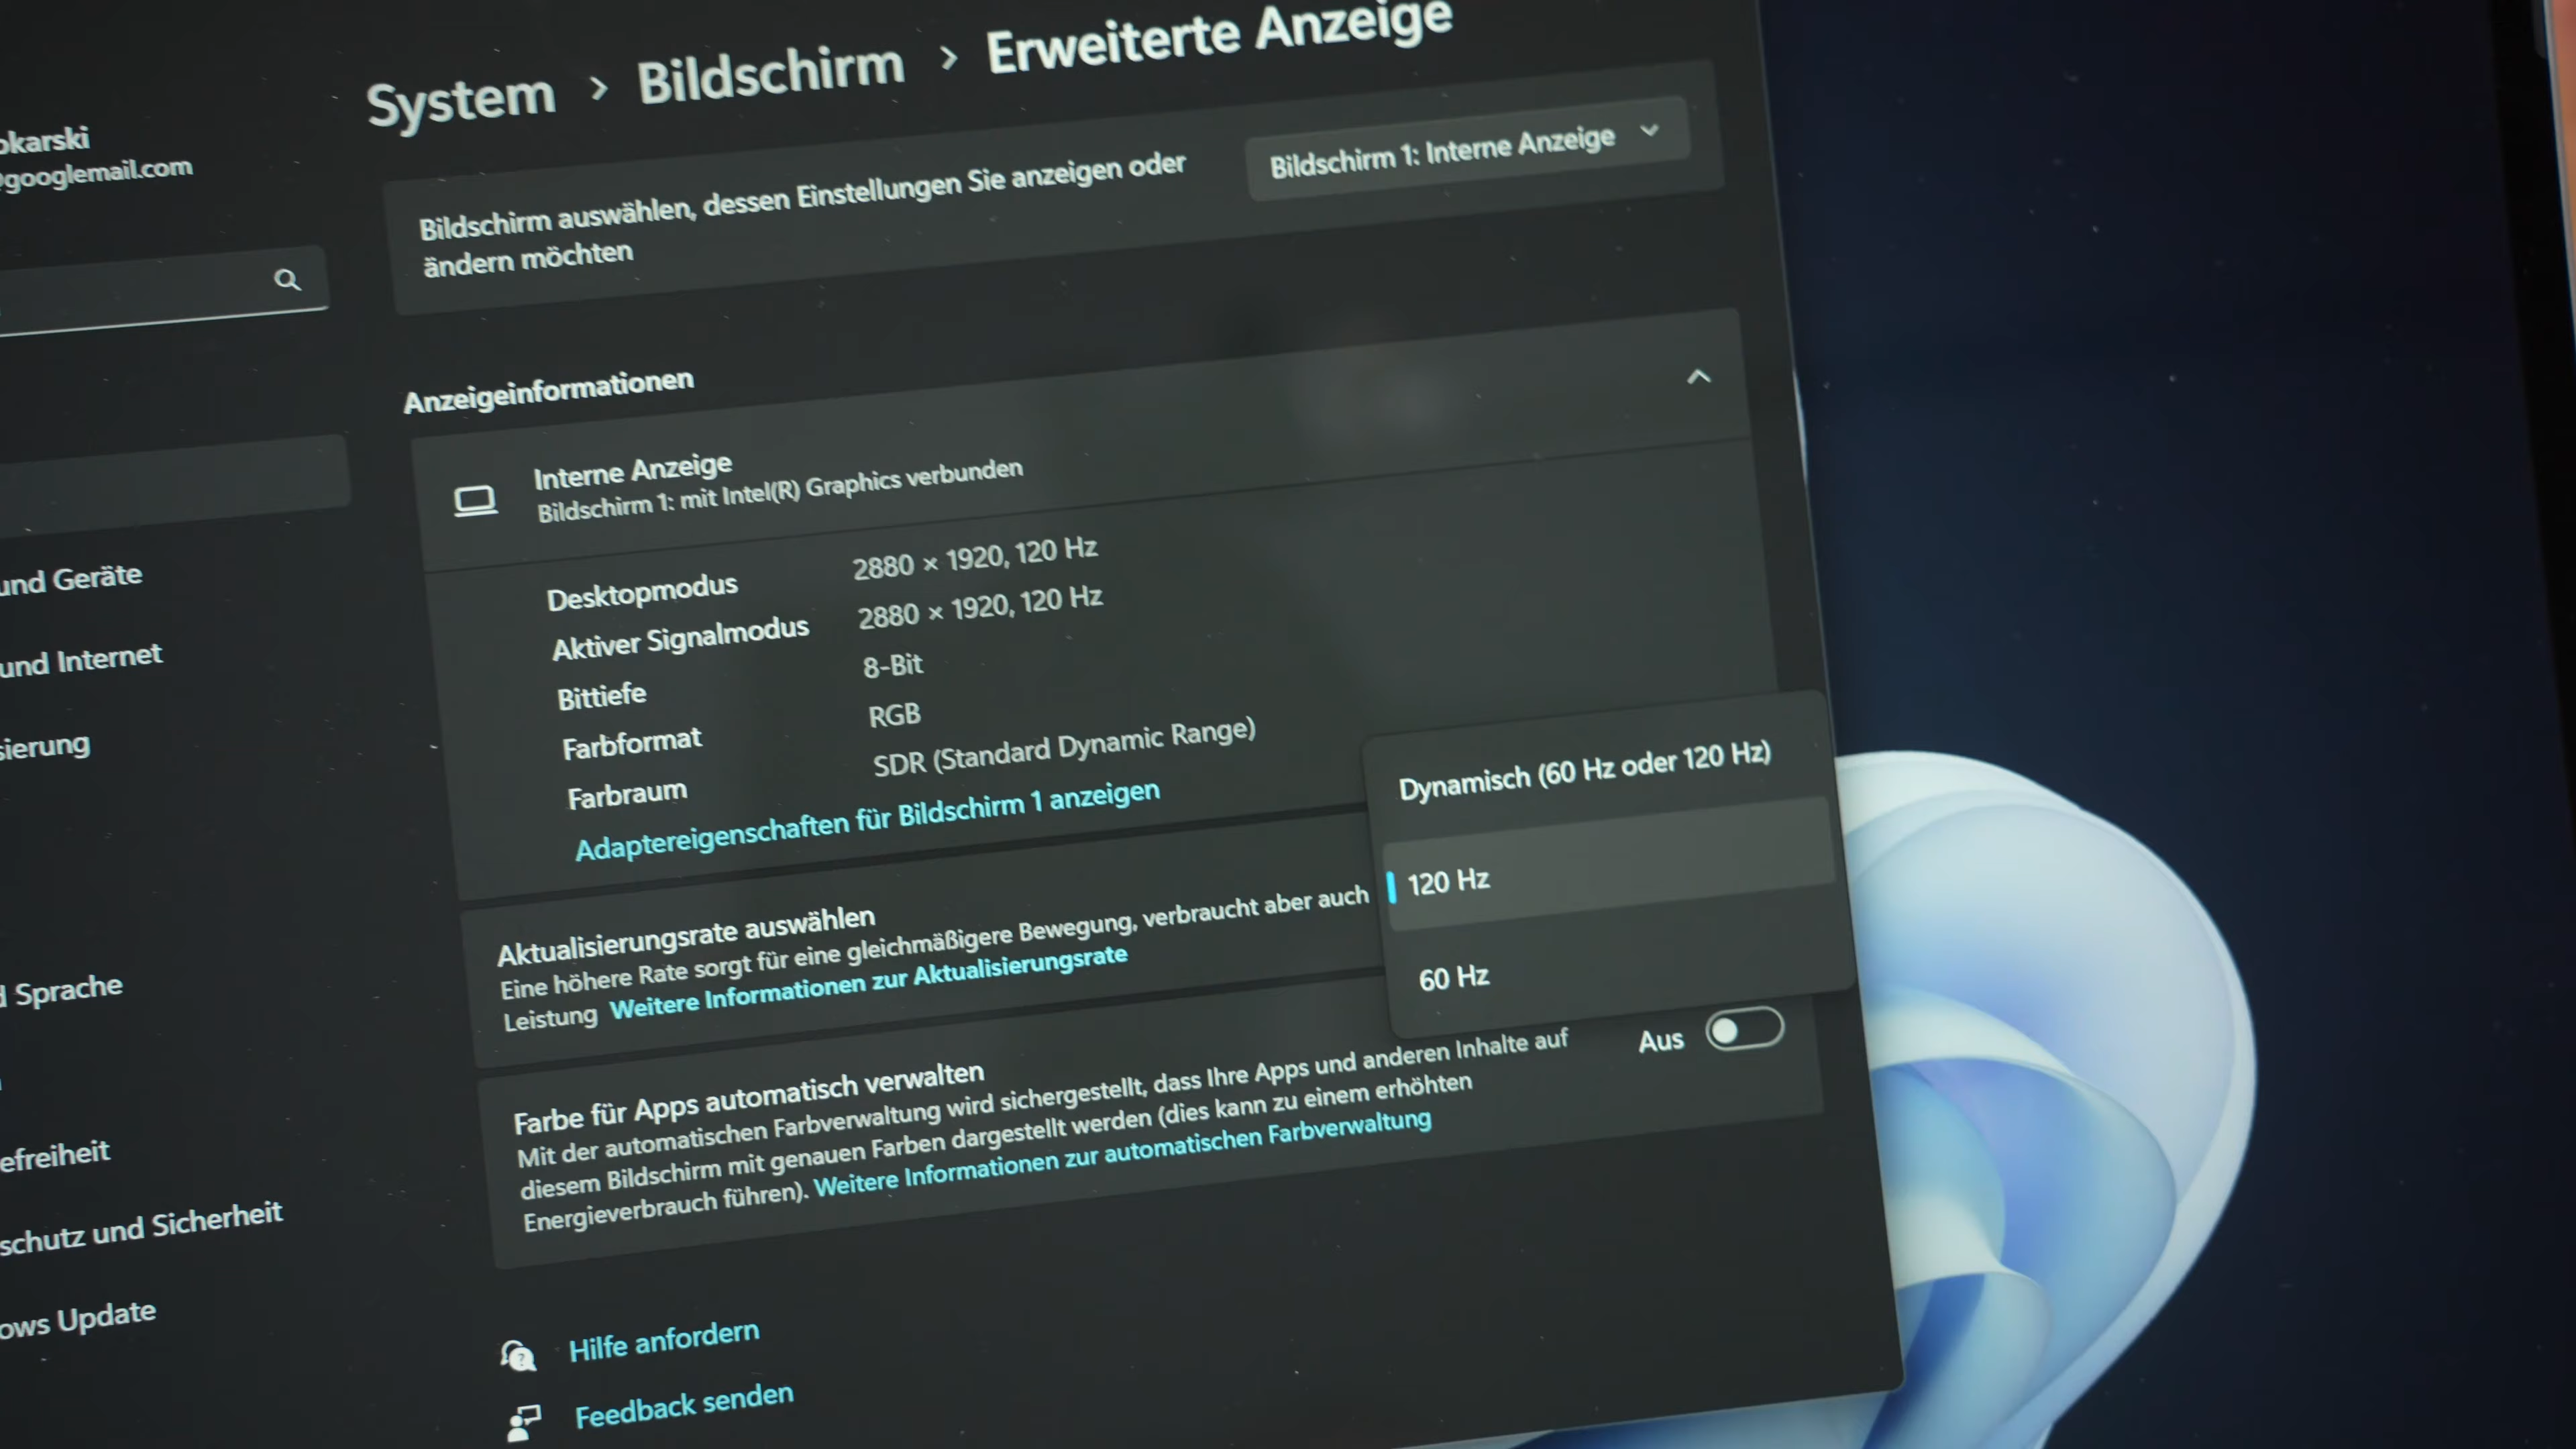 System > Bildschirm > Erweiterte Anzeige
okarski
@googlemail.com
und Geräte
und Internet
sierung
d Sprache
efreiheit
schutz und Sicherheit
ows Update
Bildschirm auswählen, dessen Einstellungen Sie anzeigen oder
ändern möchten
Bildschirm 1: Interne Anzeige
Anzeigeinformationen
Interne Anzeige
Bildschirm 1: mit Intel(R) Graphics verbunden
Desktopmodus 2880 × 1920, 120 Hz
Aktiver Signalmodus 2880 × 1920, 120 Hz
Bittiefe 8-Bit
Farbformat RGB
Farbraum SDR (Standard Dynamic Range)
Adaptereigenschaften für Bildschirm 1 anzeigen
Aktualisierungsrate auswählen
Eine höhere Rate sorgt für eine gleichmäßigere Bewegung, verbraucht aber auch
Leistung Weitere Informationen zur Aktualisierungsrate
Dynamisch (60 Hz oder 120 Hz)
120 Hz
60 Hz
Farbe für Apps automatisch verwalten
Mit der automatischen Farbverwaltung wird sichergestellt, dass Ihre Apps und anderen Inhalte auf
diesem Bildschirm mit genauen Farben dargestellt werden (dies kann zu einem erhöhten
Energieverbrauch führen). Weitere Informationen zur automatischen Farbverwaltung
Aus
Hilfe anfordern
Feedback senden